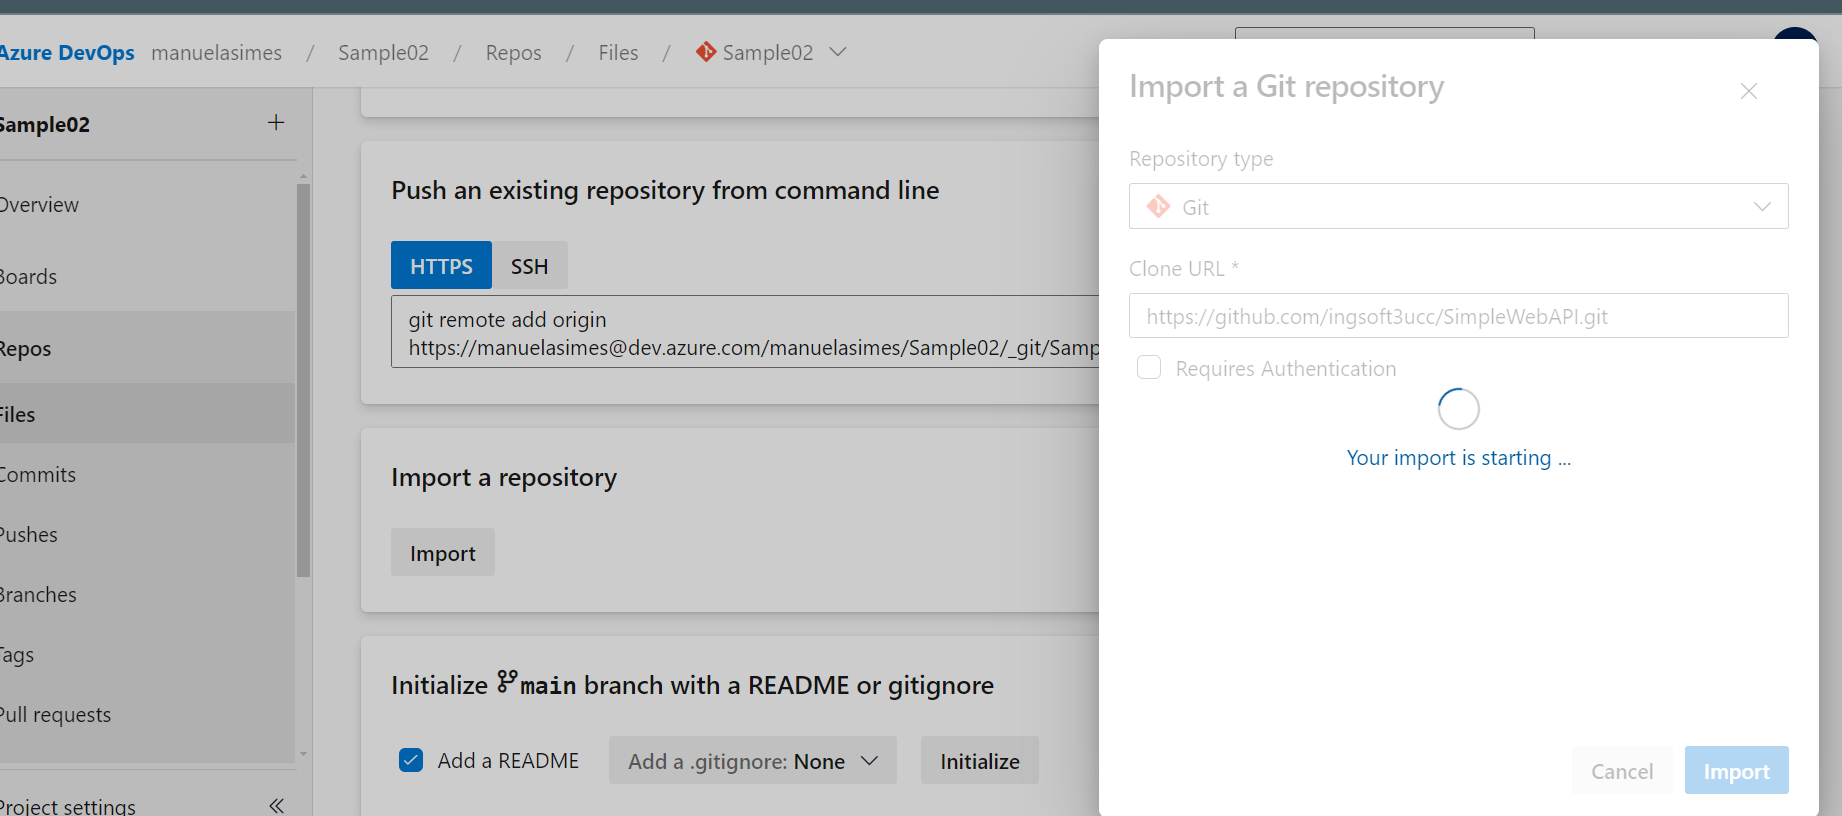 Azure DevOps manuelasimes / Sample02 / Repos / Files / Sample02
Sample02 +
Overview
Boards
Repos
Files
Commits
Pushes
Branches
Tags
Pull requests
Project settings
Push an existing repository from command line
HTTPS SSH
git remote add origin
https://manuelasimes@dev.azure.com/manuelasimes/Sample02/_git/Samp
Import a repository
Import
Initialize main branch with a README or gitignore
Add a README Add a .gitignore: None Initialize
Import a Git repository
Repository type
Git
Clone URL *
https://github.com/ingsoft3ucc/SimpleWebAPI.git
Requires Authentication
Your import is starting ...
Cancel Import